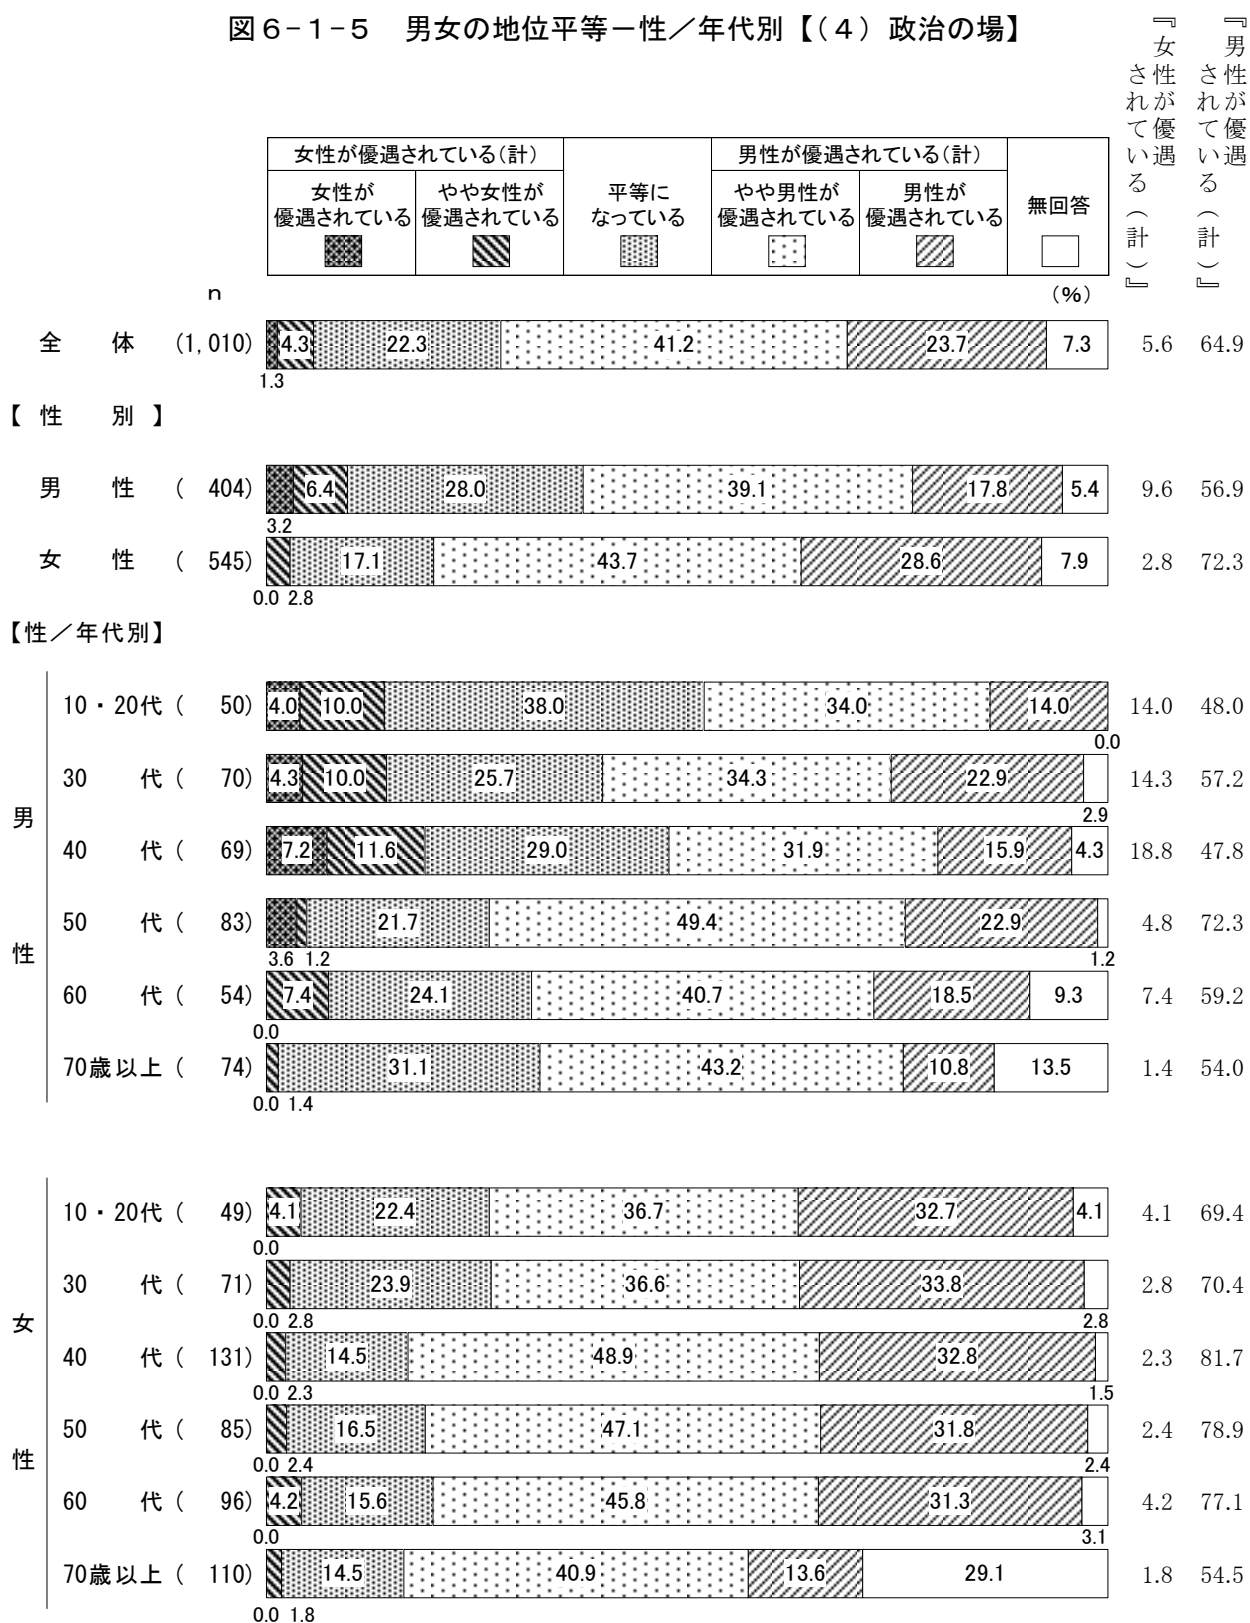 図6-1-5 男女の地位平等－性／年代別【(4) 政治の場】
『女性が優遇されている（計）』
『男性が優遇されている（計）』
女性が優遇されている(計) 男性が優遇されている(計)
女性が優遇されている やや女性が優遇されている 平等になっている やや男性が優遇されている 男性が優遇されている 無回答
n (%)
全体 (1,010) 4.3 22.3 41.2 23.7 7.3 5.6 64.9
1.3
【性別】
男性 ( 404) 6.4 28.0 39.1 17.8 5.4 9.6 56.9
3.2
女性 ( 545) 17.1 43.7 28.6 7.9 2.8 72.3
0.0 2.8
【性／年代別】
男性
10・20代 ( 50) 4.0 10.0 38.0 34.0 14.0 14.0 48.0
0.0
30代 ( 70) 4.3 10.0 25.7 34.3 22.9 14.3 57.2
2.9
40代 ( 69) 7.2 11.6 29.0 31.9 15.9 4.3 18.8 47.8
50代 ( 83) 21.7 49.4 22.9 4.8 72.3
3.6 1.2 1.2
60代 ( 54) 7.4 24.1 40.7 18.5 9.3 7.4 59.2
0.0
70歳以上 ( 74) 31.1 43.2 10.8 13.5 1.4 54.0
0.0 1.4
女性
10・20代 ( 49) 4.1 22.4 36.7 32.7 4.1 4.1 69.4
0.0
30代 ( 71) 23.9 36.6 33.8 2.8 70.4
0.0 2.8 2.8
40代 ( 131) 14.5 48.9 32.8 2.3 81.7
0.0 2.3 1.5
50代 ( 85) 16.5 47.1 31.8 2.4 78.9
0.0 2.4 2.4
60代 ( 96) 4.2 15.6 45.8 31.3 4.2 77.1
0.0 3.1
70歳以上 ( 110) 14.5 40.9 13.6 29.1 1.8 54.5
0.0 1.8